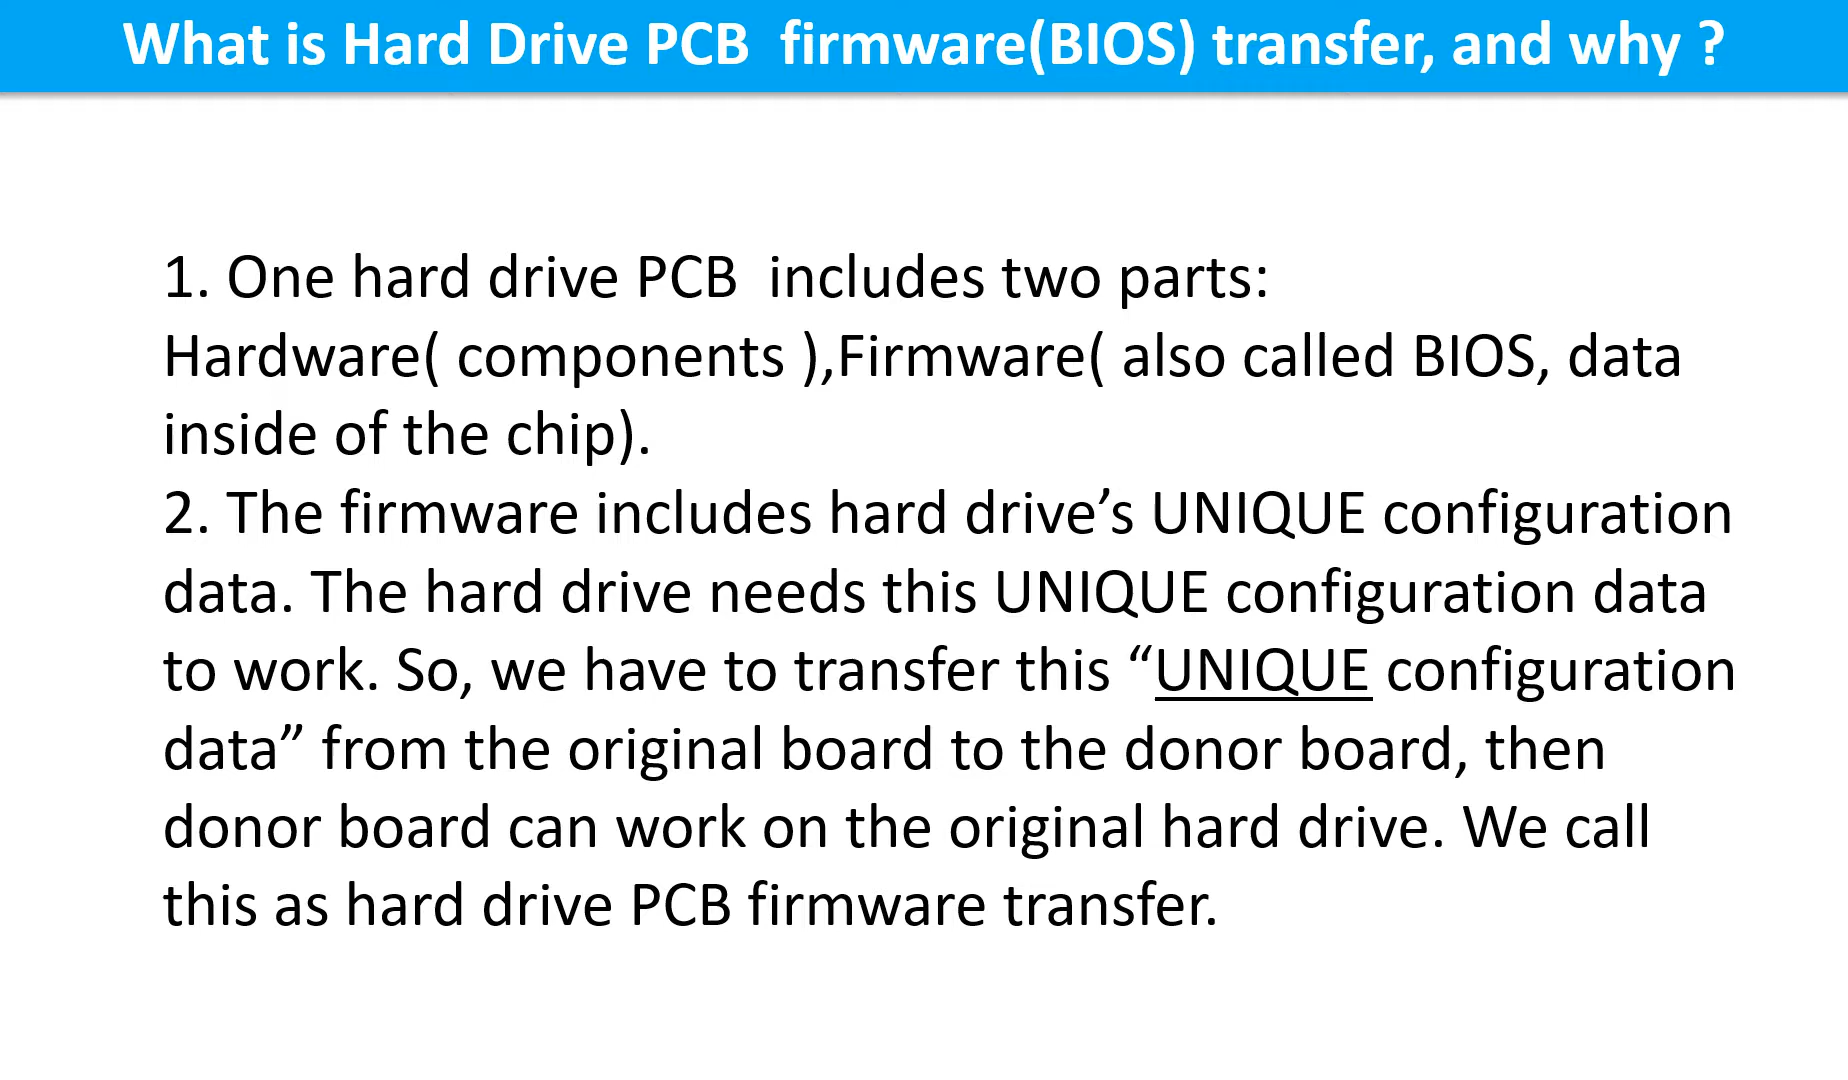 What is Hard Drive PCB  firmware(BIOS) transfer, and why ?
1. One hard drive PCB  includes two parts:
Hardware( components ),Firmware( also called BIOS, data
inside of the chip).
2. The firmware includes hard drive’s UNIQUE configuration
data. The hard drive needs this UNIQUE configuration data
to work. So, we have to transfer this “UNIQUE configuration
data” from the original board to the donor board, then
donor board can work on the original hard drive. We call
this as hard drive PCB firmware transfer.